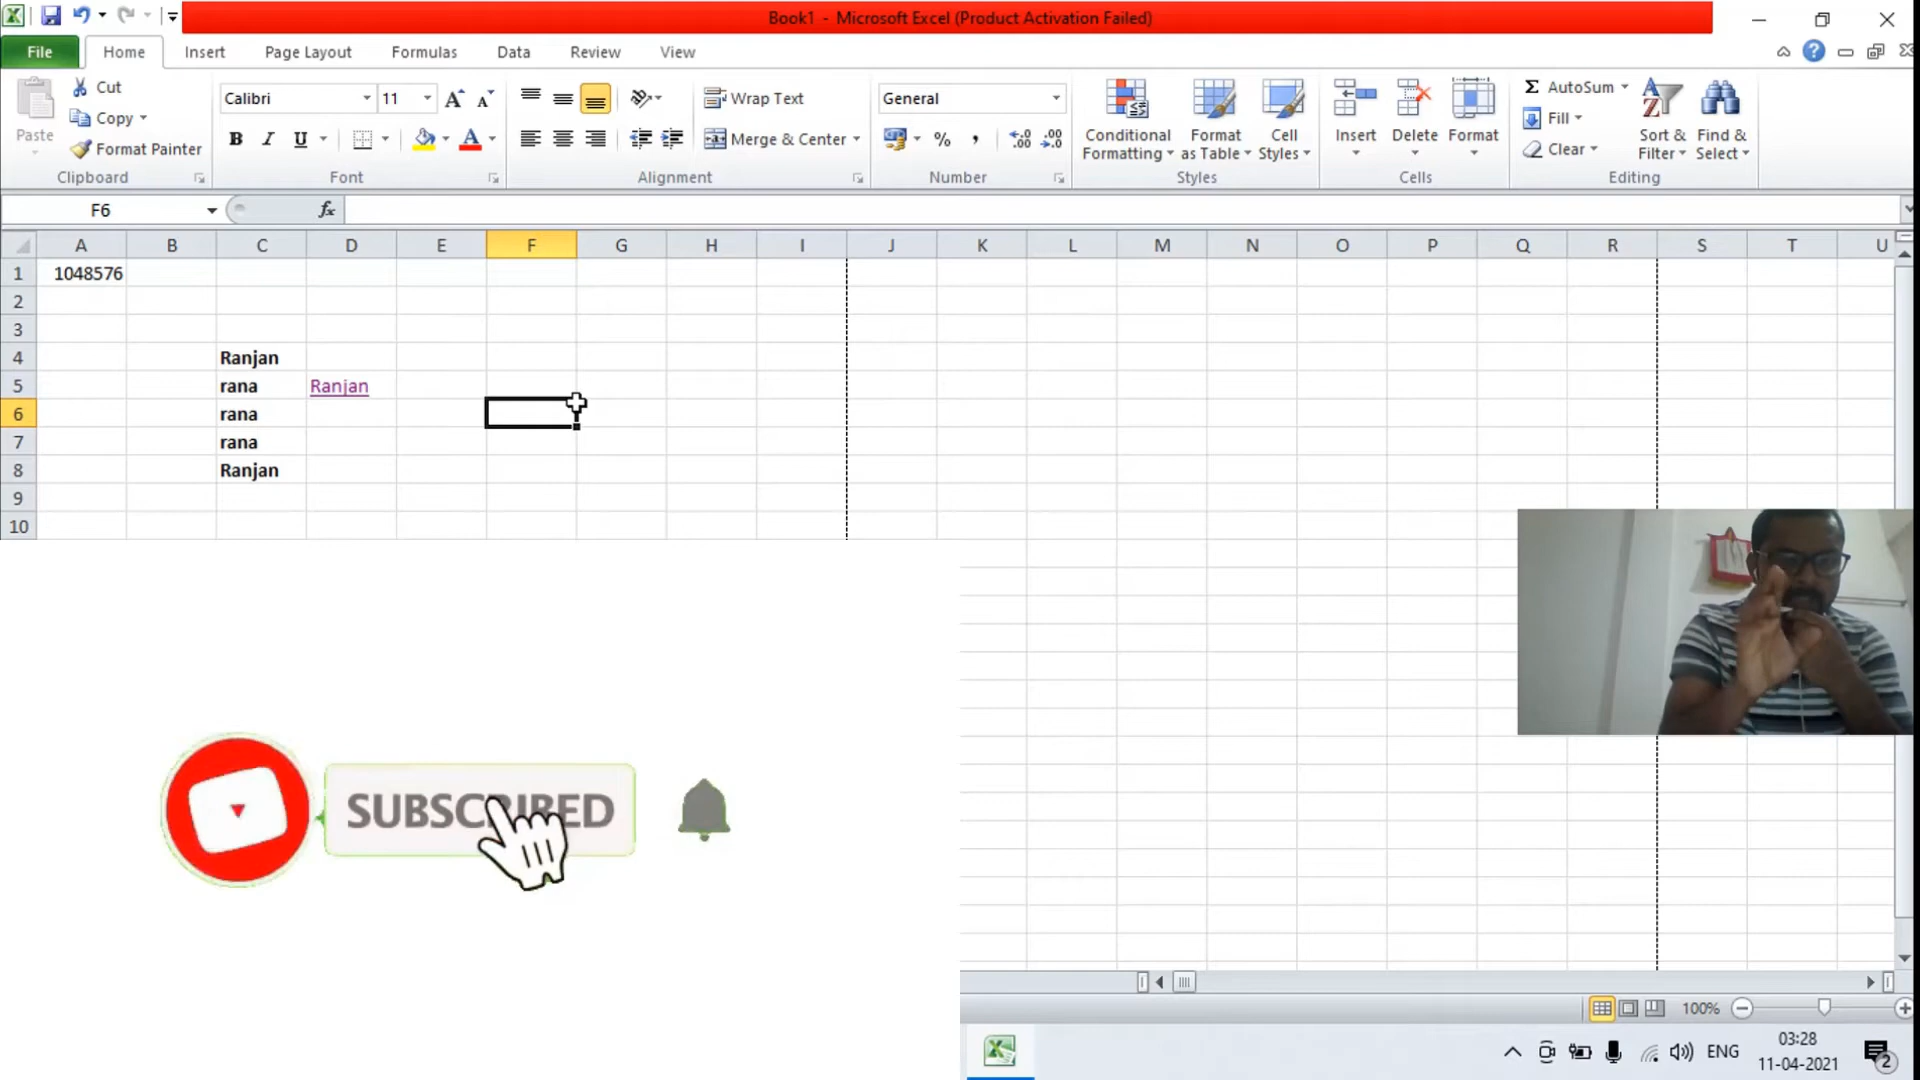 Book1 - Microsoft Excel (Product Activation Failed)
File Home Insert Page Layout Formulas Data Review View
Paste Cut Copy Format Painter
Calibri 11 B I U
Wrap Text Merge & Center
General % ,
Conditional Formatting Format as Table Cell Styles
Insert Delete Format
Σ AutoSum Fill Clear
Sort & Filter Find & Select
Clipboard Font Alignment Number Styles Cells Editing
F6 fx
A B C D E F G H I J K L M N O P Q R S T U
1 1048576
2
3
4 Ranjan
5 rana Ranjan
6 rana
7 rana
8 Ranjan
9
10
SUBSCRIBED
100%
ENG 03:28
11-04-2021 2